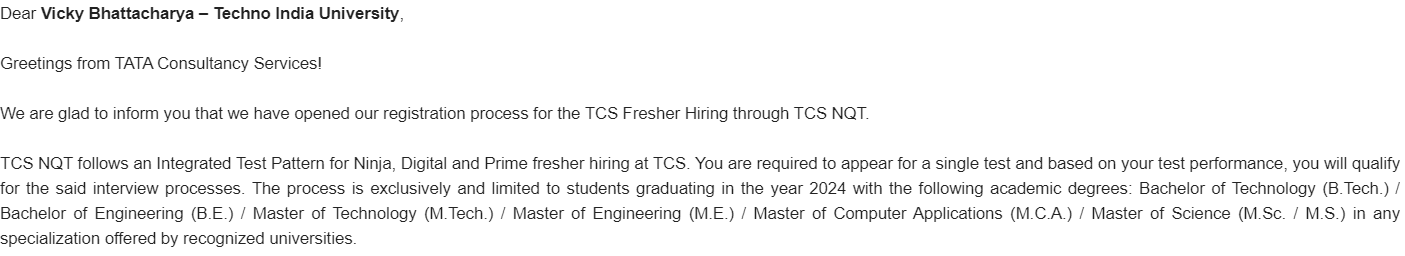 Dear Vicky Bhattacharya – Techno India University,
Greetings from TATA Consultancy Services!
We are glad to inform you that we have opened our registration process for the TCS Fresher Hiring through TCS NQT.
TCS NQT follows an Integrated Test Pattern for Ninja, Digital and Prime fresher hiring at TCS. You are required to appear for a single test and based on your test performance, you will qualify
for the said interview processes. The process is exclusively and limited to students graduating in the year 2024 with the following academic degrees: Bachelor of Technology (B.Tech.) /
Bachelor of Engineering (B.E.) / Master of Technology (M.Tech.) / Master of Engineering (M.E.) / Master of Computer Applications (M.C.A.) / Master of Science (M.Sc. / M.S.) in any
specialization offered by recognized universities.